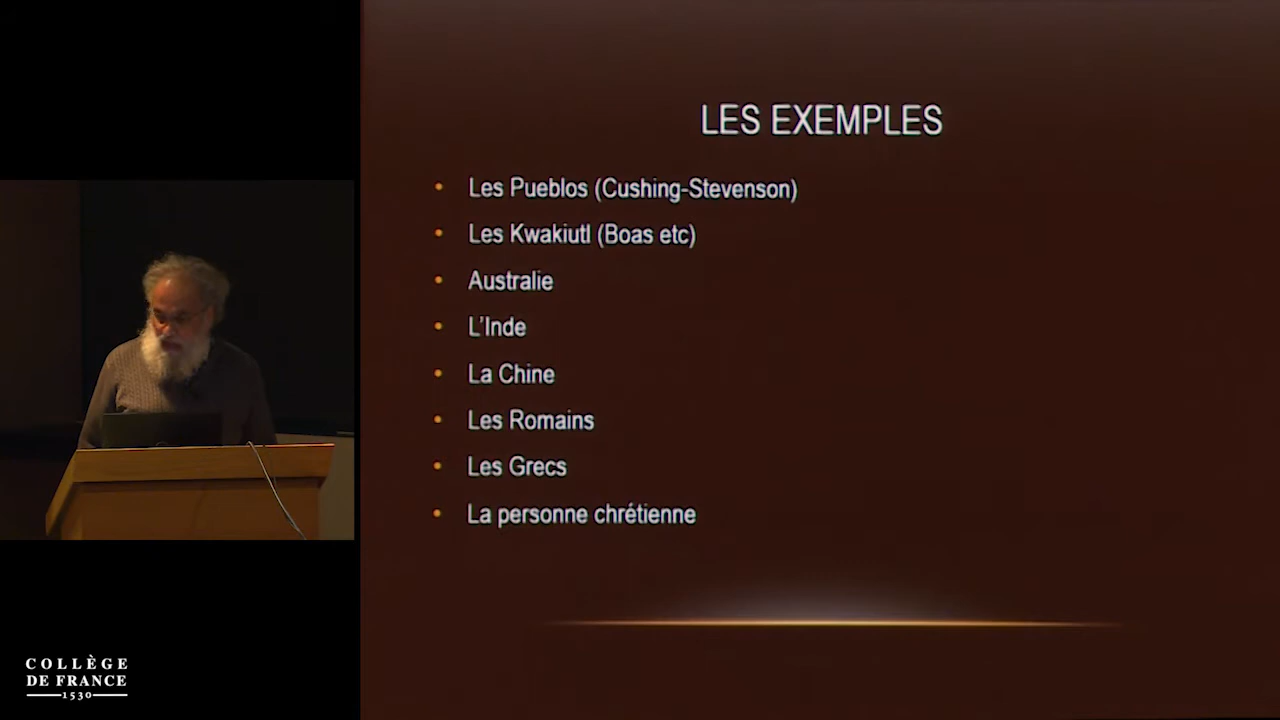 LES EXEMPLES
Les Pueblos (Cushing-Stevenson)
Les Kwakiutl (Boas etc)
Australie
L'Inde
La Chine
Les Romains
Les Grecs
La personne chrétienne
COLLÈGE
DE FRANCE
1530